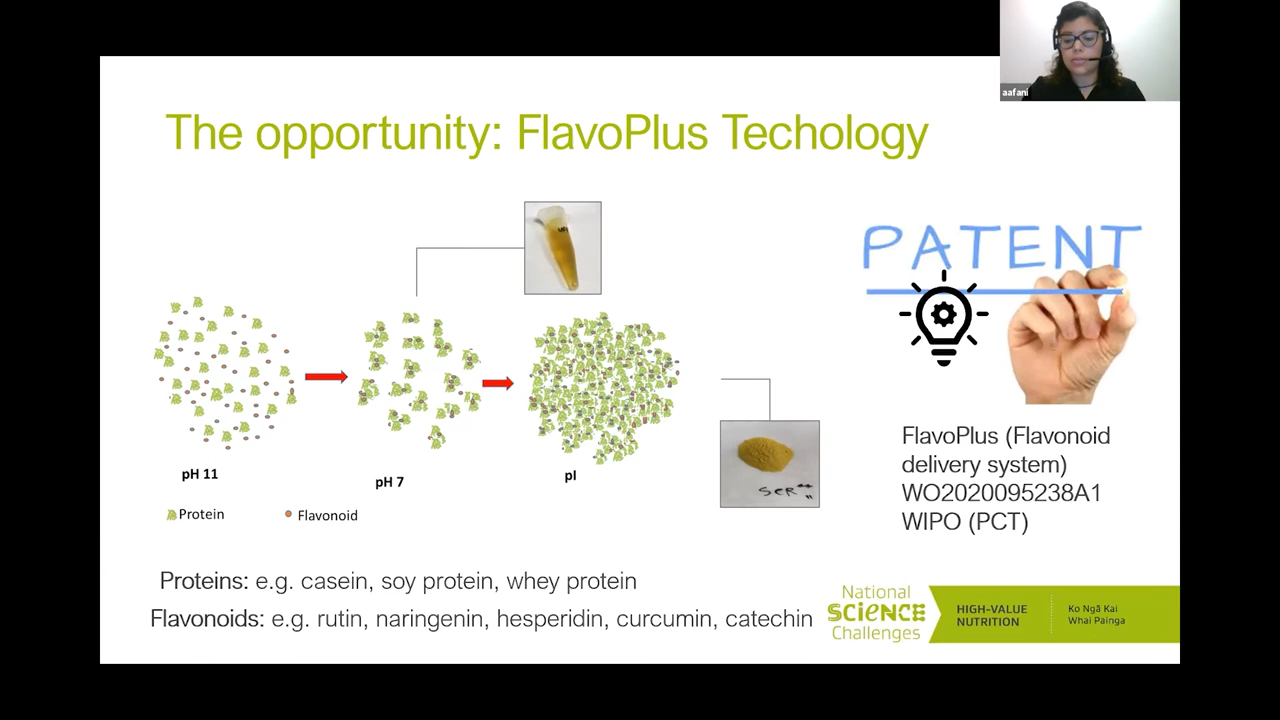 aafani
The opportunity: FlavoPlus Techology
PATENT
pH 11
pH 7
pI
Protein
Flavonoid
FlavoPlus (Flavonoid
delivery system)
WO2020095238A1
WIPO (PCT)
Proteins: e.g. casein, soy protein, whey protein
Flavonoids: e.g. rutin, naringenin, hesperidin, curcumin, catechin
National
SCIENCE
Challenges
HIGH-VALUE
NUTRITION
Ko Ngā Kai
Whai Painga